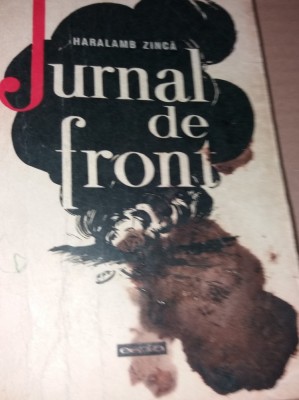 HARALAMB ZINCĂ
Jurnal
de
front